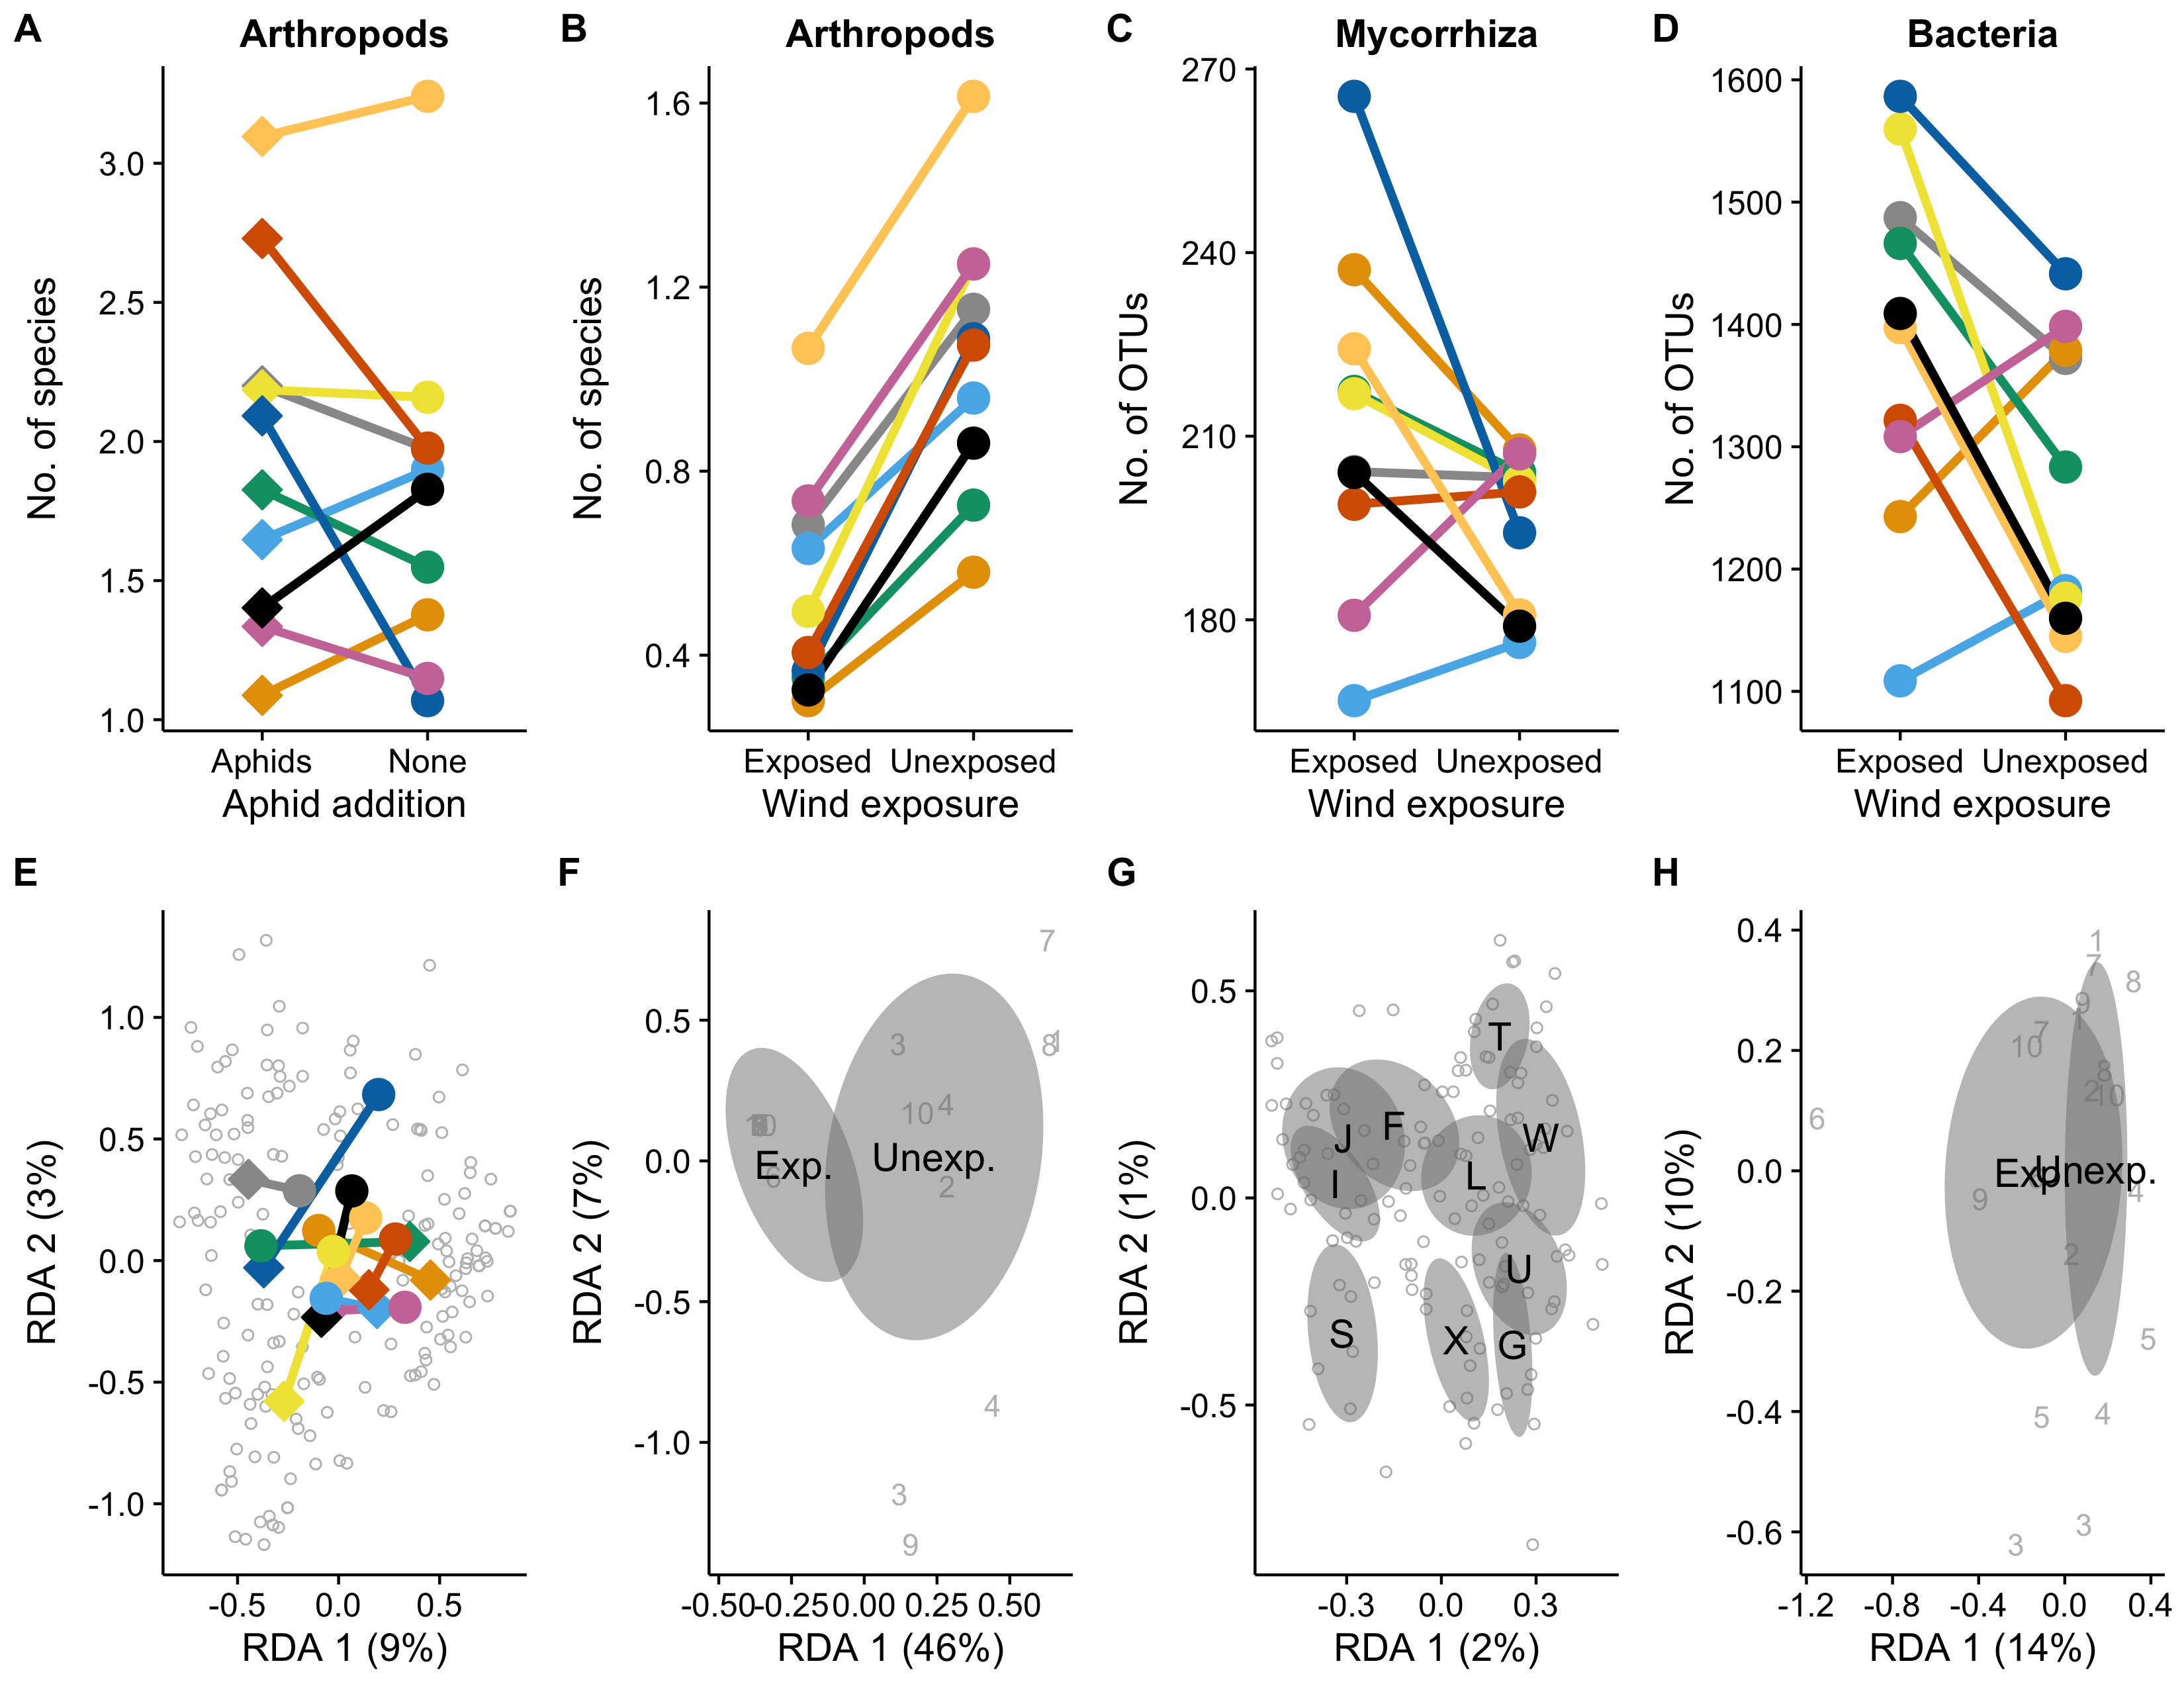 A Arthropods
No. of species
3.0
2.5
2.0
1.5
1.0
Aphids None
Aphid addition
B Arthropods
No. of species
1.6
1.2
0.8
0.4
Exposed Unexposed
Wind exposure
C Mycorrhiza
No. of OTUs
270
240
210
180
Exposed Unexposed
Wind exposure
D Bacteria
No. of OTUs
1600
1500
1400
1300
1200
1100
Exposed Unexposed
Wind exposure
E
RDA 2 (3%)
1.0
0.5
0.0
-0.5
-1.0
-0.5 0.0 0.5
RDA 1 (9%)
F
RDA 2 (7%)
0.5
0.0
-0.5
-1.0
7
8 1
3
4
10
Exp. Unexp.
2
4
3
9
-0.50 -0.25 0.00 0.25 0.50
RDA 1 (46%)
G
RDA 2 (1%)
0.5
0.0
-0.5
T
F
J
W
I
L
U
S
X
G
-0.3 0.0 0.3
RDA 1 (2%)
H
RDA 2 (10%)
0.4
0.2
0.0
-0.2
-0.4
-0.6
1
7
8
7
10
2 10
6
Exp. Unexp.
9 4
2
5
5 4
3
3
-1.2 -0.8 -0.4 0.0 0.4
RDA 1 (14%)